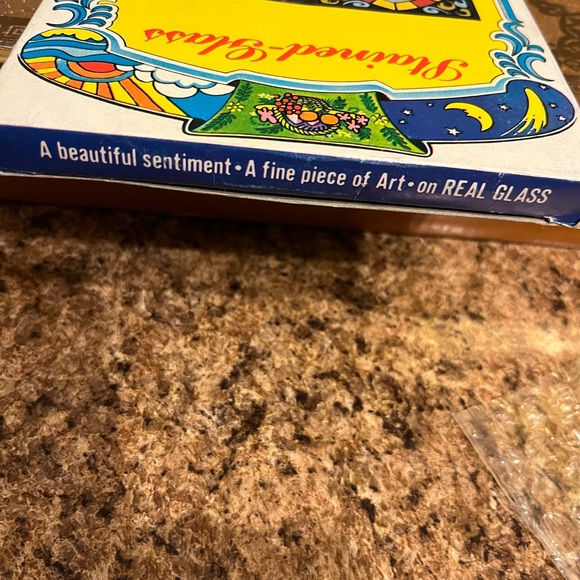 Stained-Glass
A beautiful sentiment • A fine piece of Art • on REAL GLASS